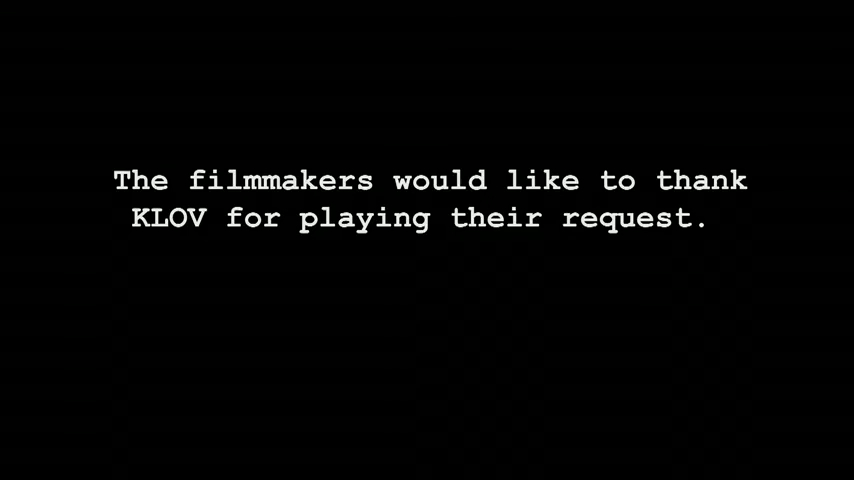 The filmmakers would like to thank
KLOV for playing their request.